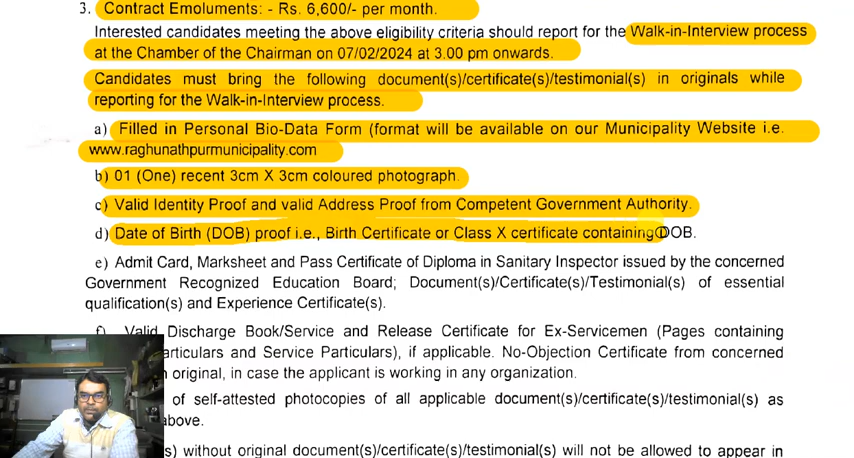 3. Contract Emoluments: - Rs. 6,600/- per month.
Interested candidates meeting the above eligibility criteria should report for the Walk-in-Interview process
at the Chamber of the Chairman on 07/02/2024 at 3.00 pm onwards.
Candidates must bring the following document(s)/certificate(s)/testimonial(s) in originals while
reporting for the Walk-in-Interview process.
a) Filled in Personal Bio-Data Form (format will be available on our Municipality Website i.e.
www.raghunathpurmunicipality.com
b) 01 (One) recent 3cm X 3cm coloured photograph.
c) Valid Identity Proof and valid Address Proof from Competent Government Authority.
d) Date of Birth (DOB) proof i.e., Birth Certificate or Class X certificate containing DOB.
e) Admit Card, Marksheet and Pass Certificate of Diploma in Sanitary Inspector issued by the concerned
Government Recognized Education Board; Document(s)/Certificate(s)/Testimonial(s) of essential
qualification(s) and Experience Certificate(s).
f) Valid Discharge Book/Service and Release Certificate for Ex-Servicemen (Pages containing
articulars and Service Particulars), if applicable. No-Objection Certificate from concerned
original, in case the applicant is working in any organization.
of self-attested photocopies of all applicable document(s)/certificate(s)/testimonial(s) as
above.
s) without original document(s)/certificate(s)/testimonial(s) will not be allowed to appear in